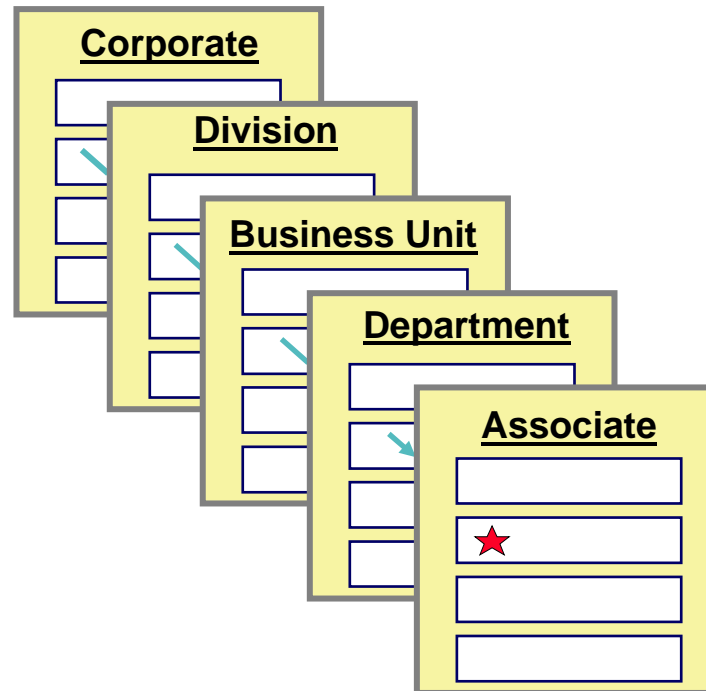 Corporate
Division
Business Unit
Department
Associate